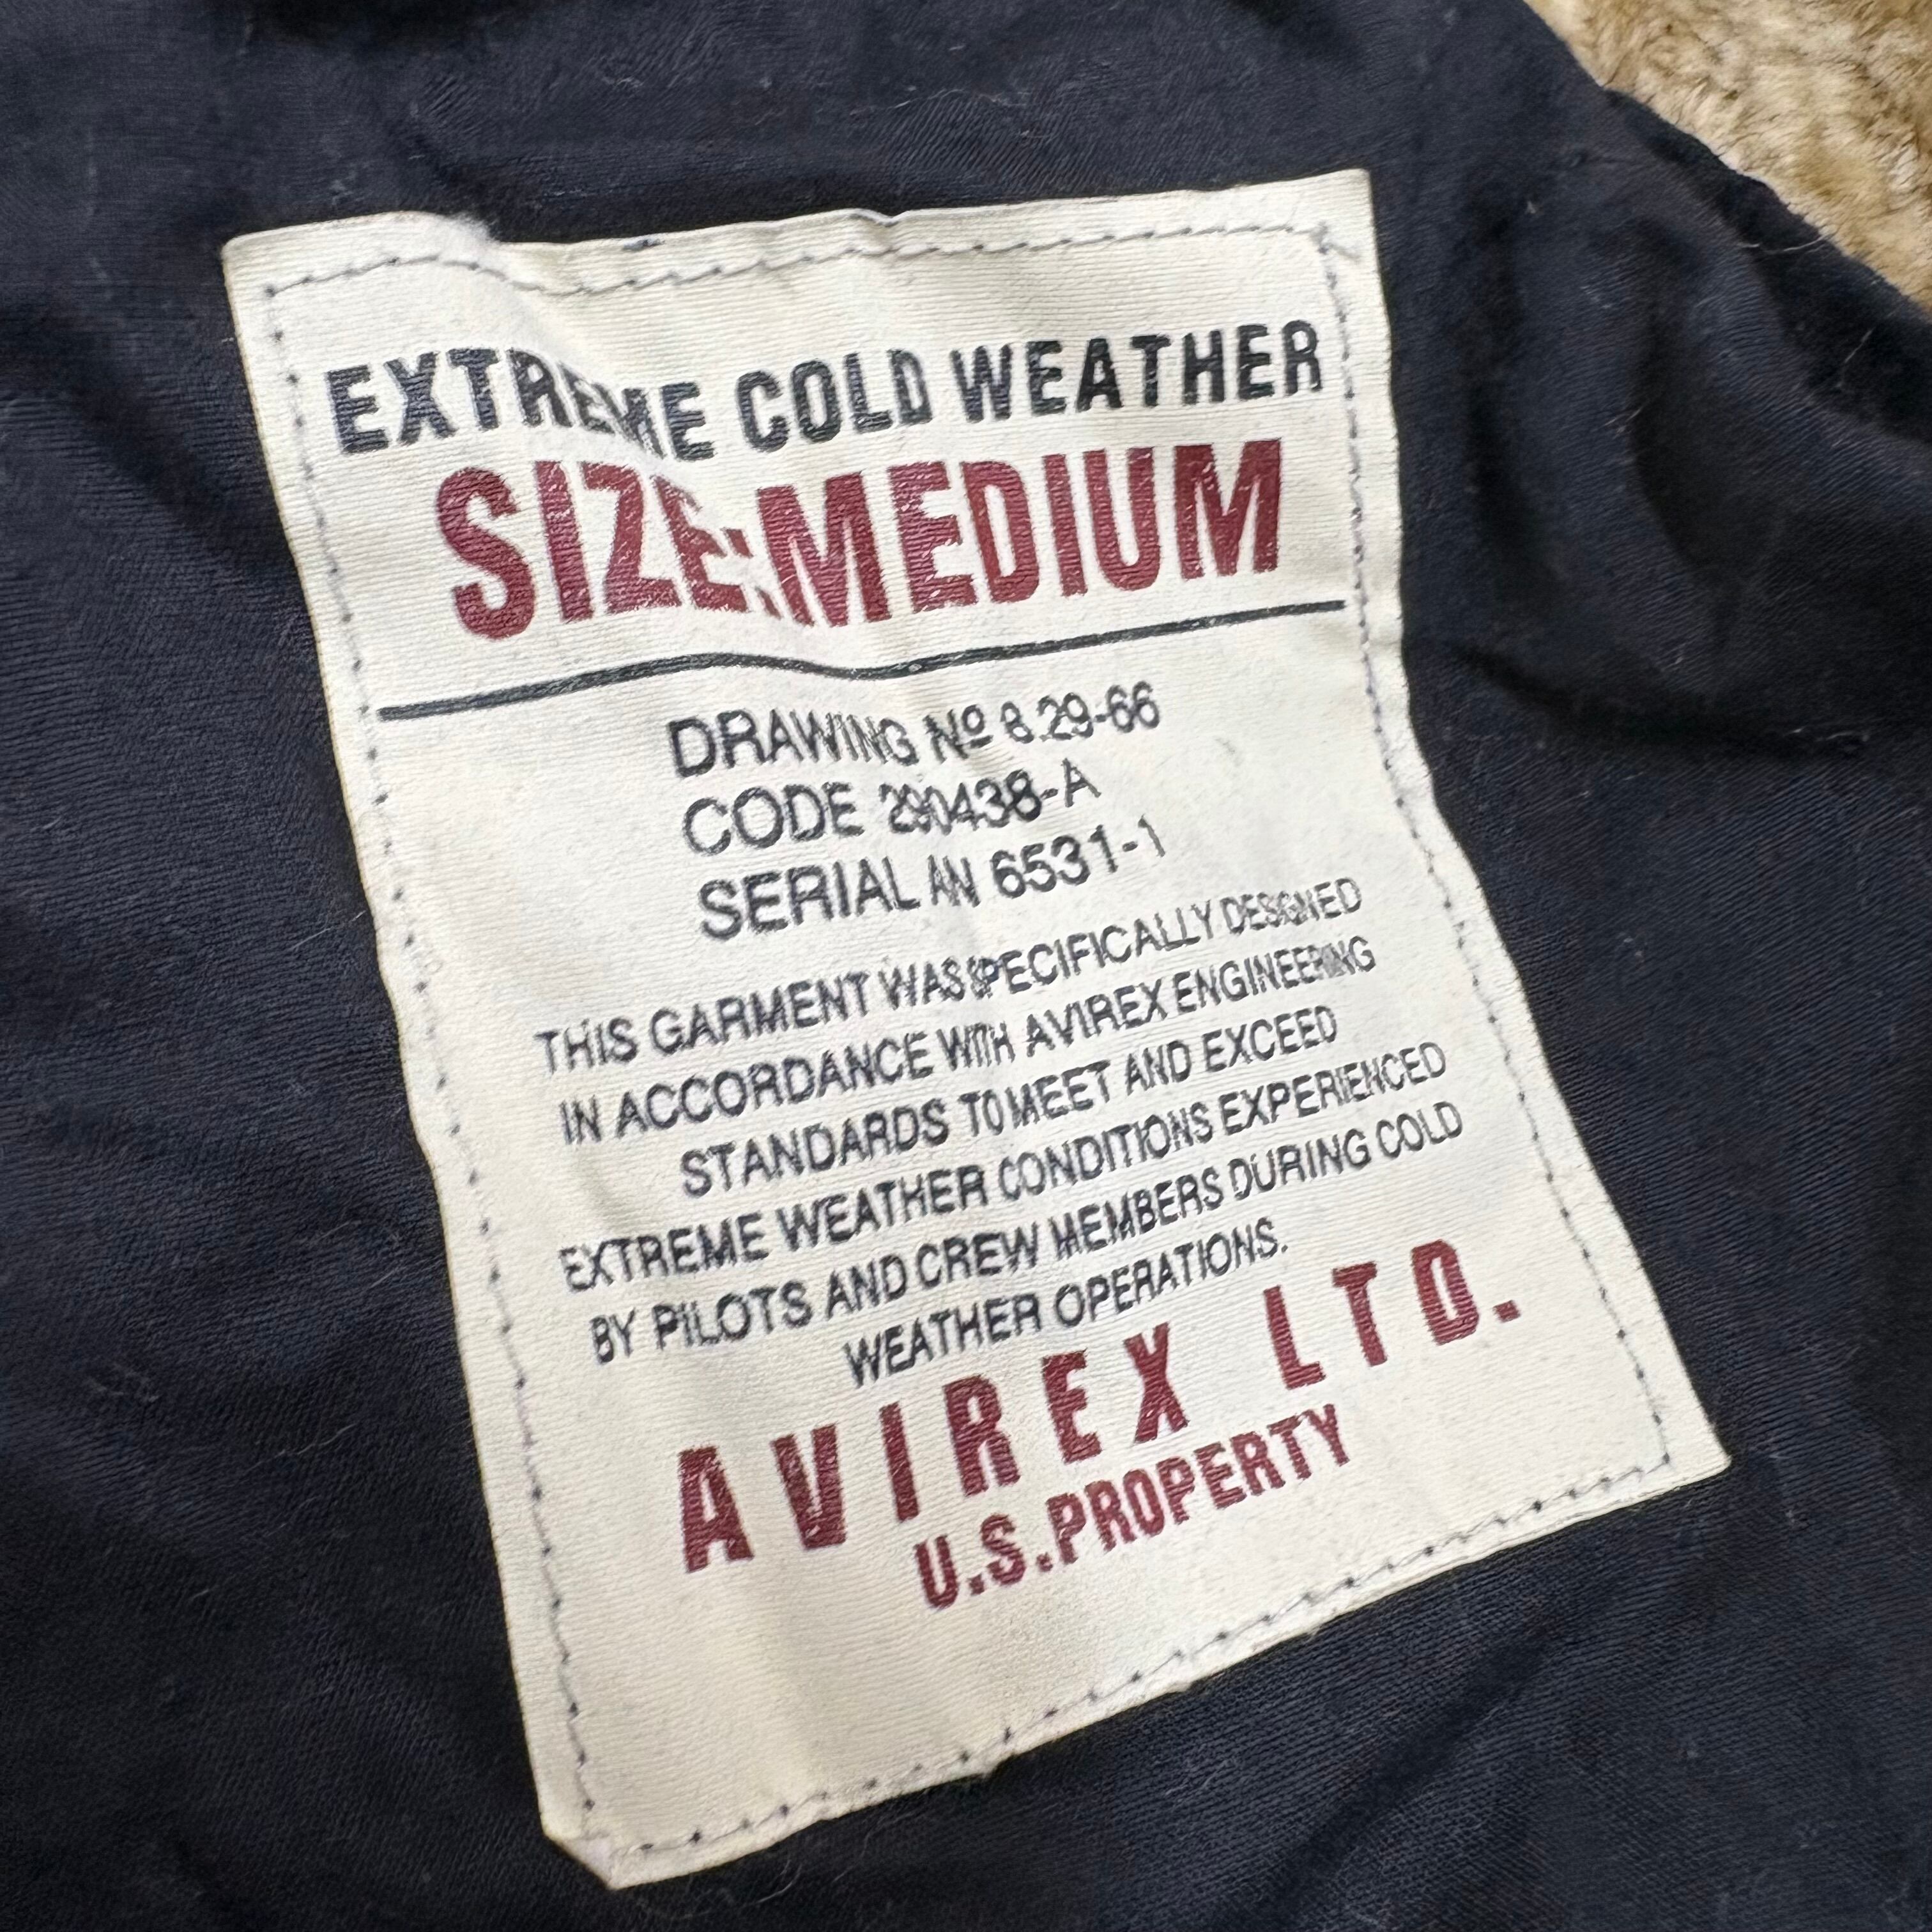 EXTREME COLD WEATHER
SIZE:MEDIUM
DRAWING Nº 8.29-66
CODE 290438-A
SERIAL AN 6531-1
THIS GARMENT WAS SPECIFICALLY DESIGNED
IN ACCORDANCE WITH AVIREX ENGINEERING
STANDARDS TO MEET AND EXCEED
EXTREME WEATHER CONDITIONS EXPERIENCED
BY PILOTS AND CREW MEMBERS DURING COLD
WEATHER OPERATIONS.
AVIREX LTD.
U.S.PROPERTY